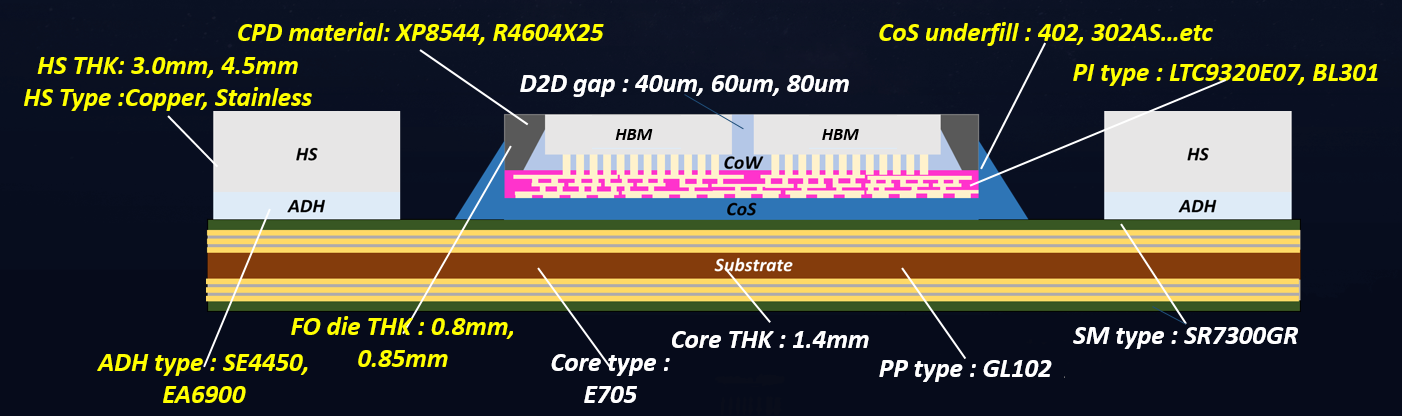 CPD material: XP8544, R4604X25
CoS underfill : 402, 302AS...etc
HS THK: 3.0mm, 4.5mm
HS Type :Copper, Stainless
D2D gap : 40um, 60um, 80um
PI type : LTC9320E07, BL301
HBM
HBM
HS
CoW
HS
ADH
CoS
ADH
Substrate
FO die THK : 0.8mm,
0.85mm
Core THK : 1.4mm
SM type : SR7300GR
ADH type : SE4450,
EA6900
Core type :
E705
PP type : GL102